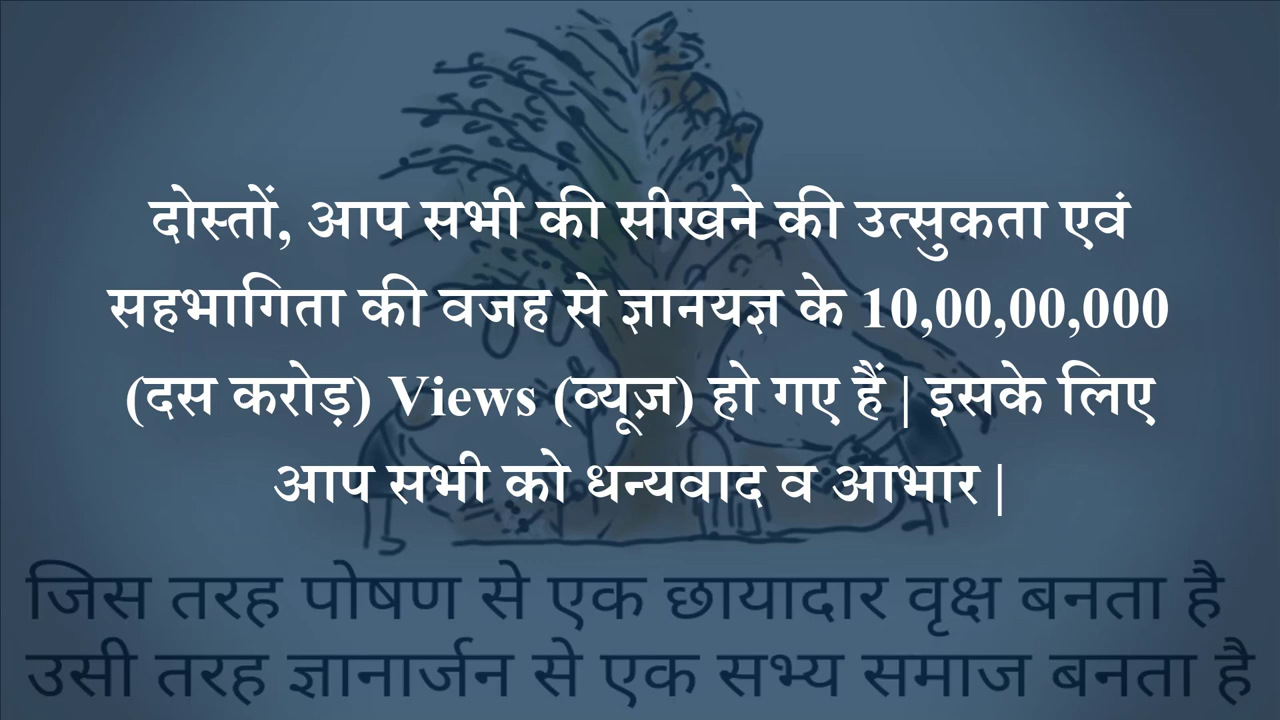 दोस्तों, आप सभी की सीखने की उत्सुकता एवं
सहभागिता की वजह से ज्ञानयज्ञ के 10,00,00,000
(दस करोड़) Views (व्यूज़) हो गए हैं | इसके लिए
आप सभी को धन्यवाद व आभार |
जिस तरह पोषण से एक छायादार वृक्ष बनता है
उसी तरह ज्ञानार्जन से एक सभ्य समाज बनता है